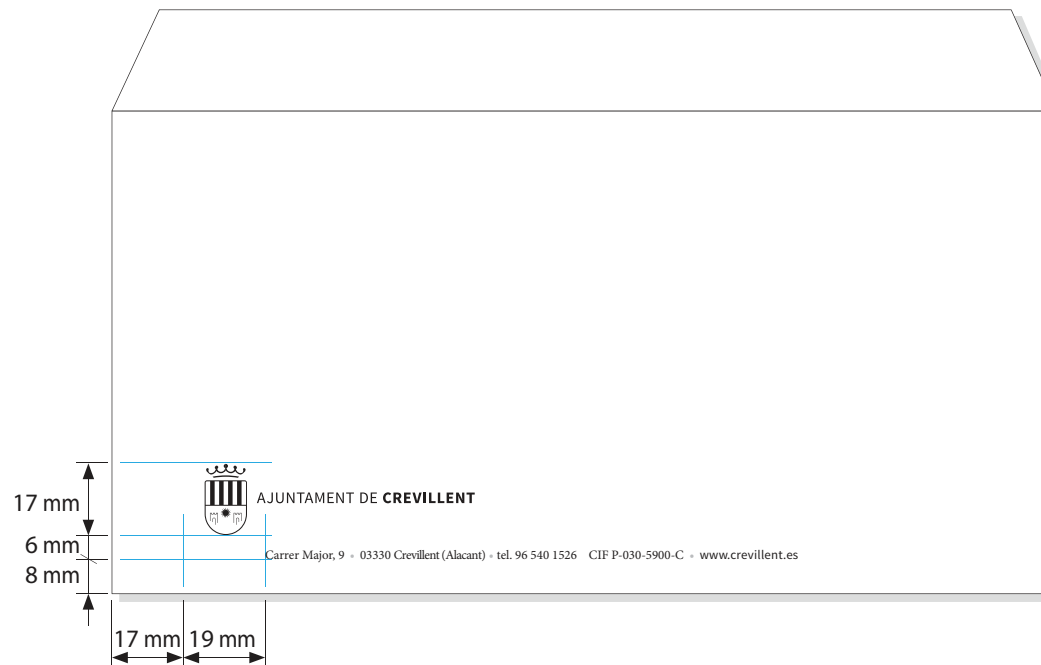 17 mm
AJUNTAMENT DE CREVILLENT
6 mm
Carrer Major, 9 • 03330 Crevillent (Alacant) • tel. 96 540 1526 CIF P-030-5900-C • www.crevillent.es
8 mm
17 mm 19 mm